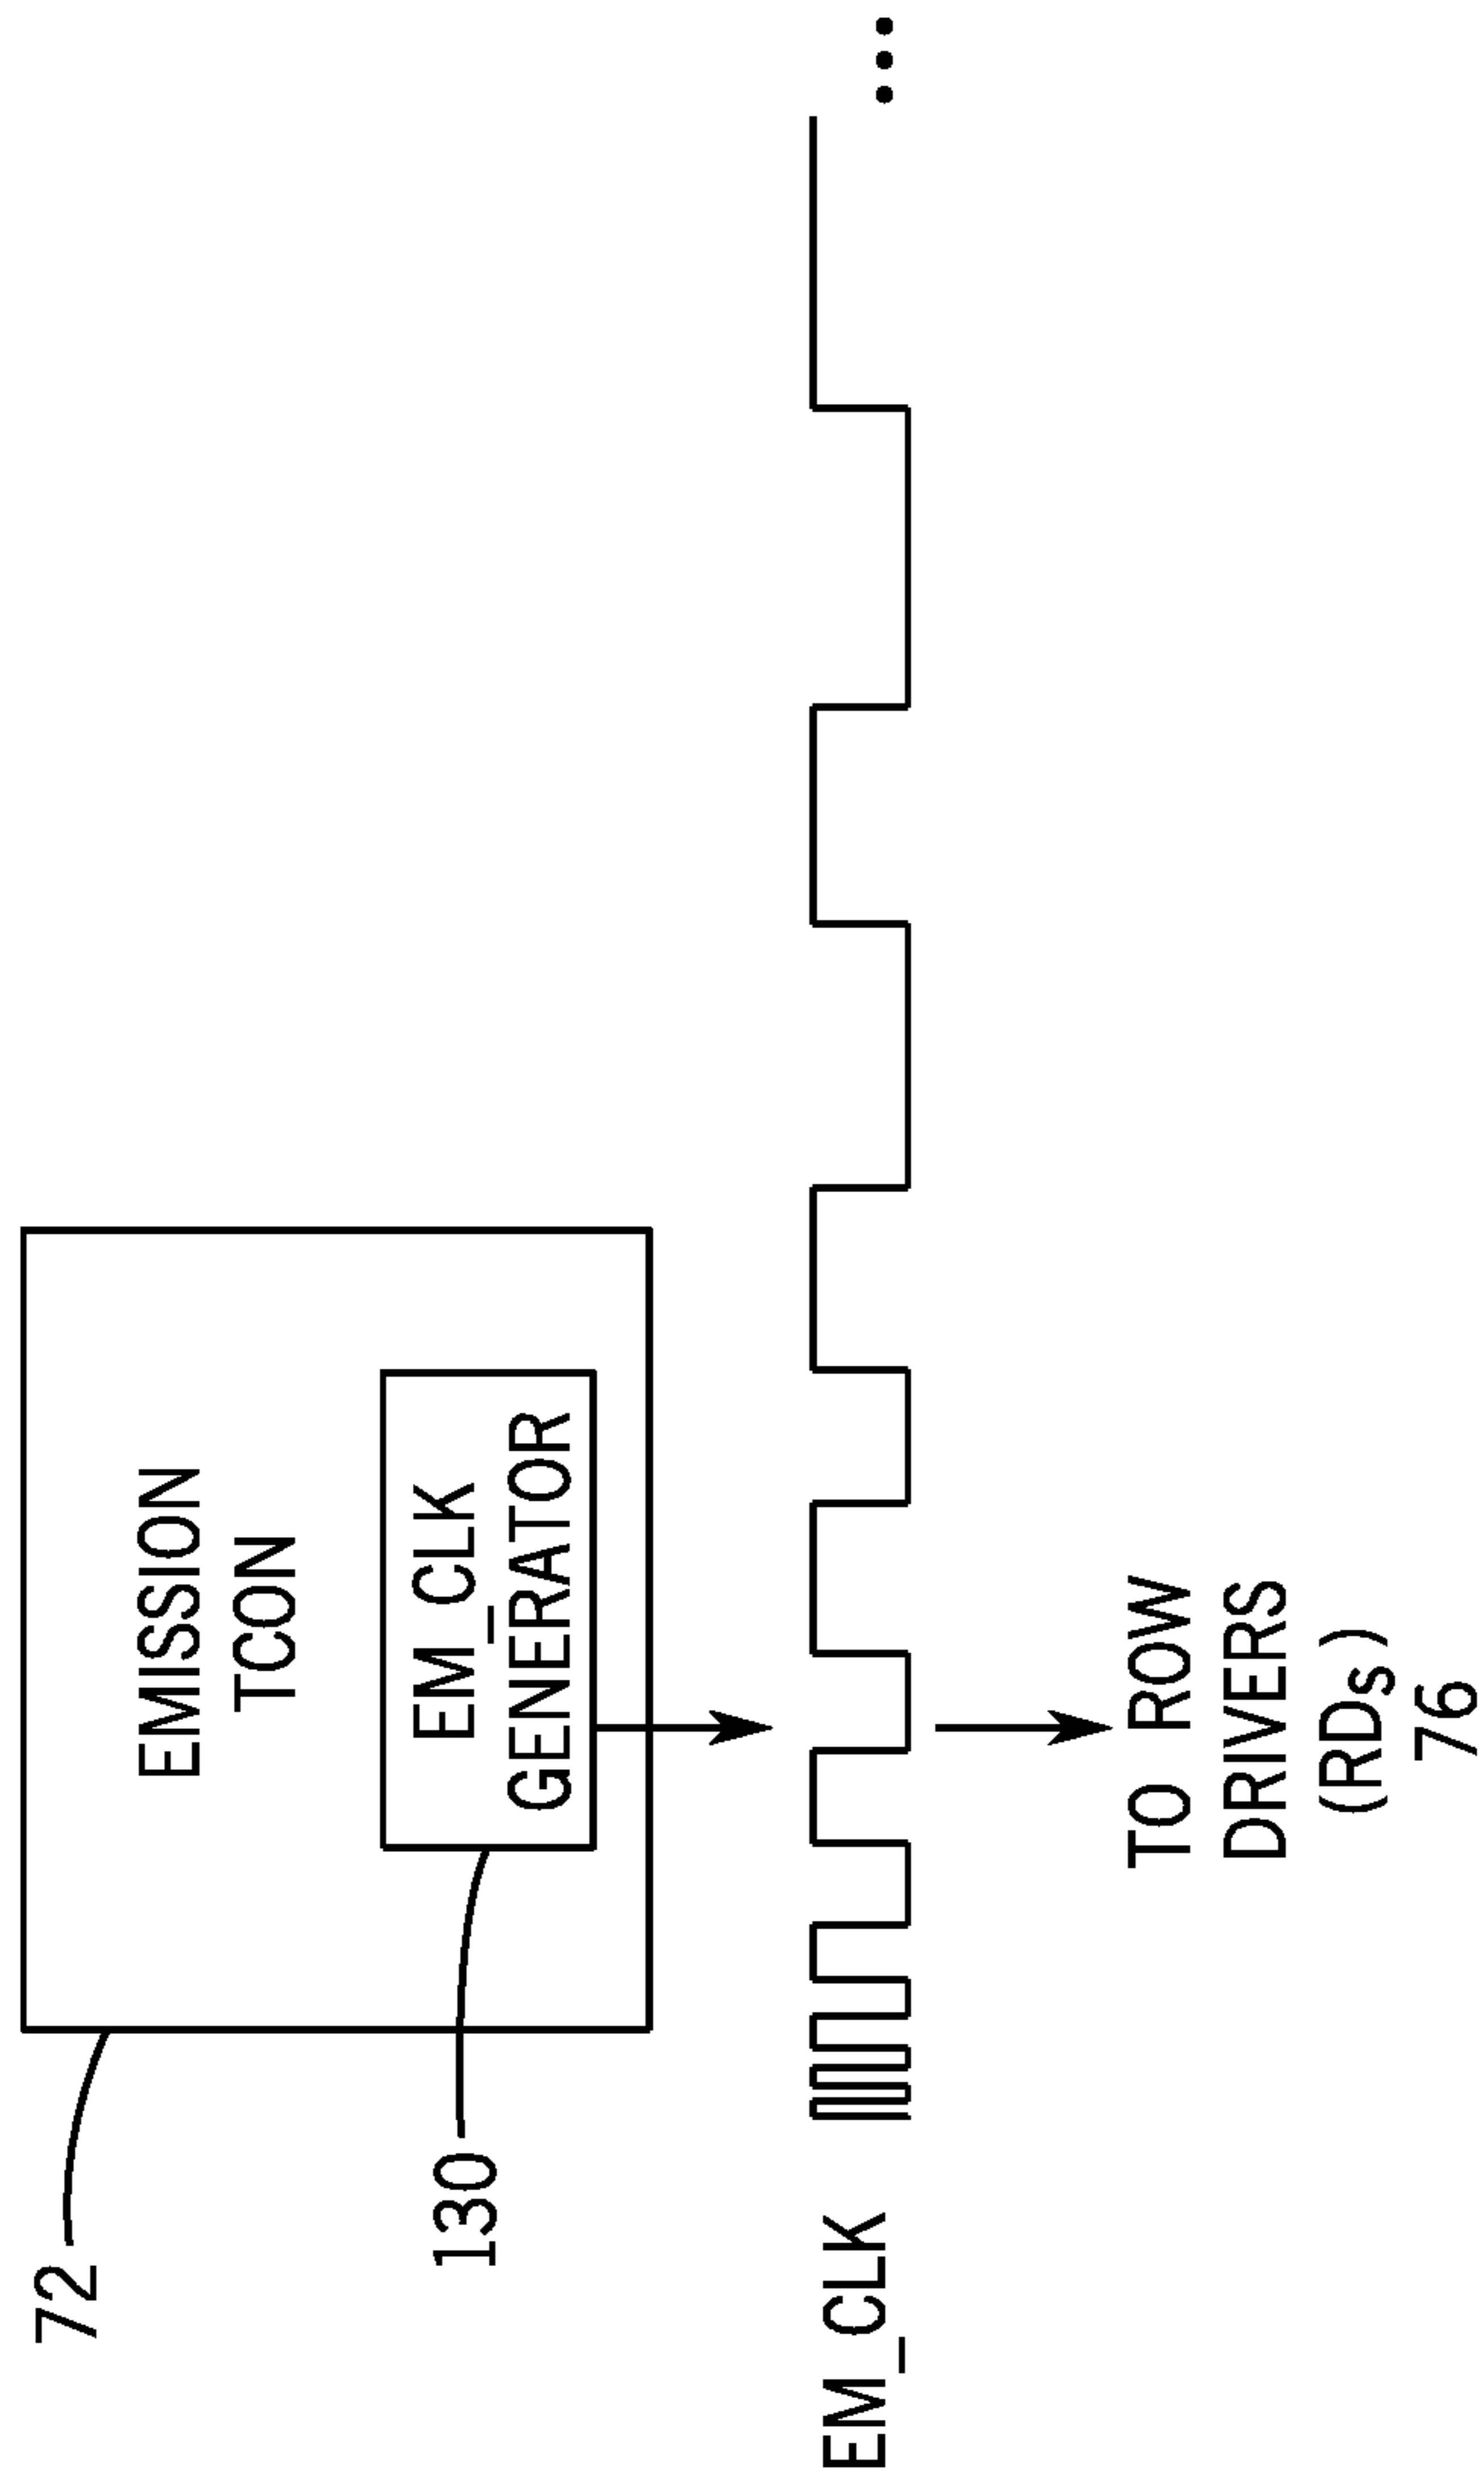 72
EMISSION
TCON
130
EM_CLK
GENERATOR
EM_CLK
TO ROW
DRIVERS
(RDs)
76